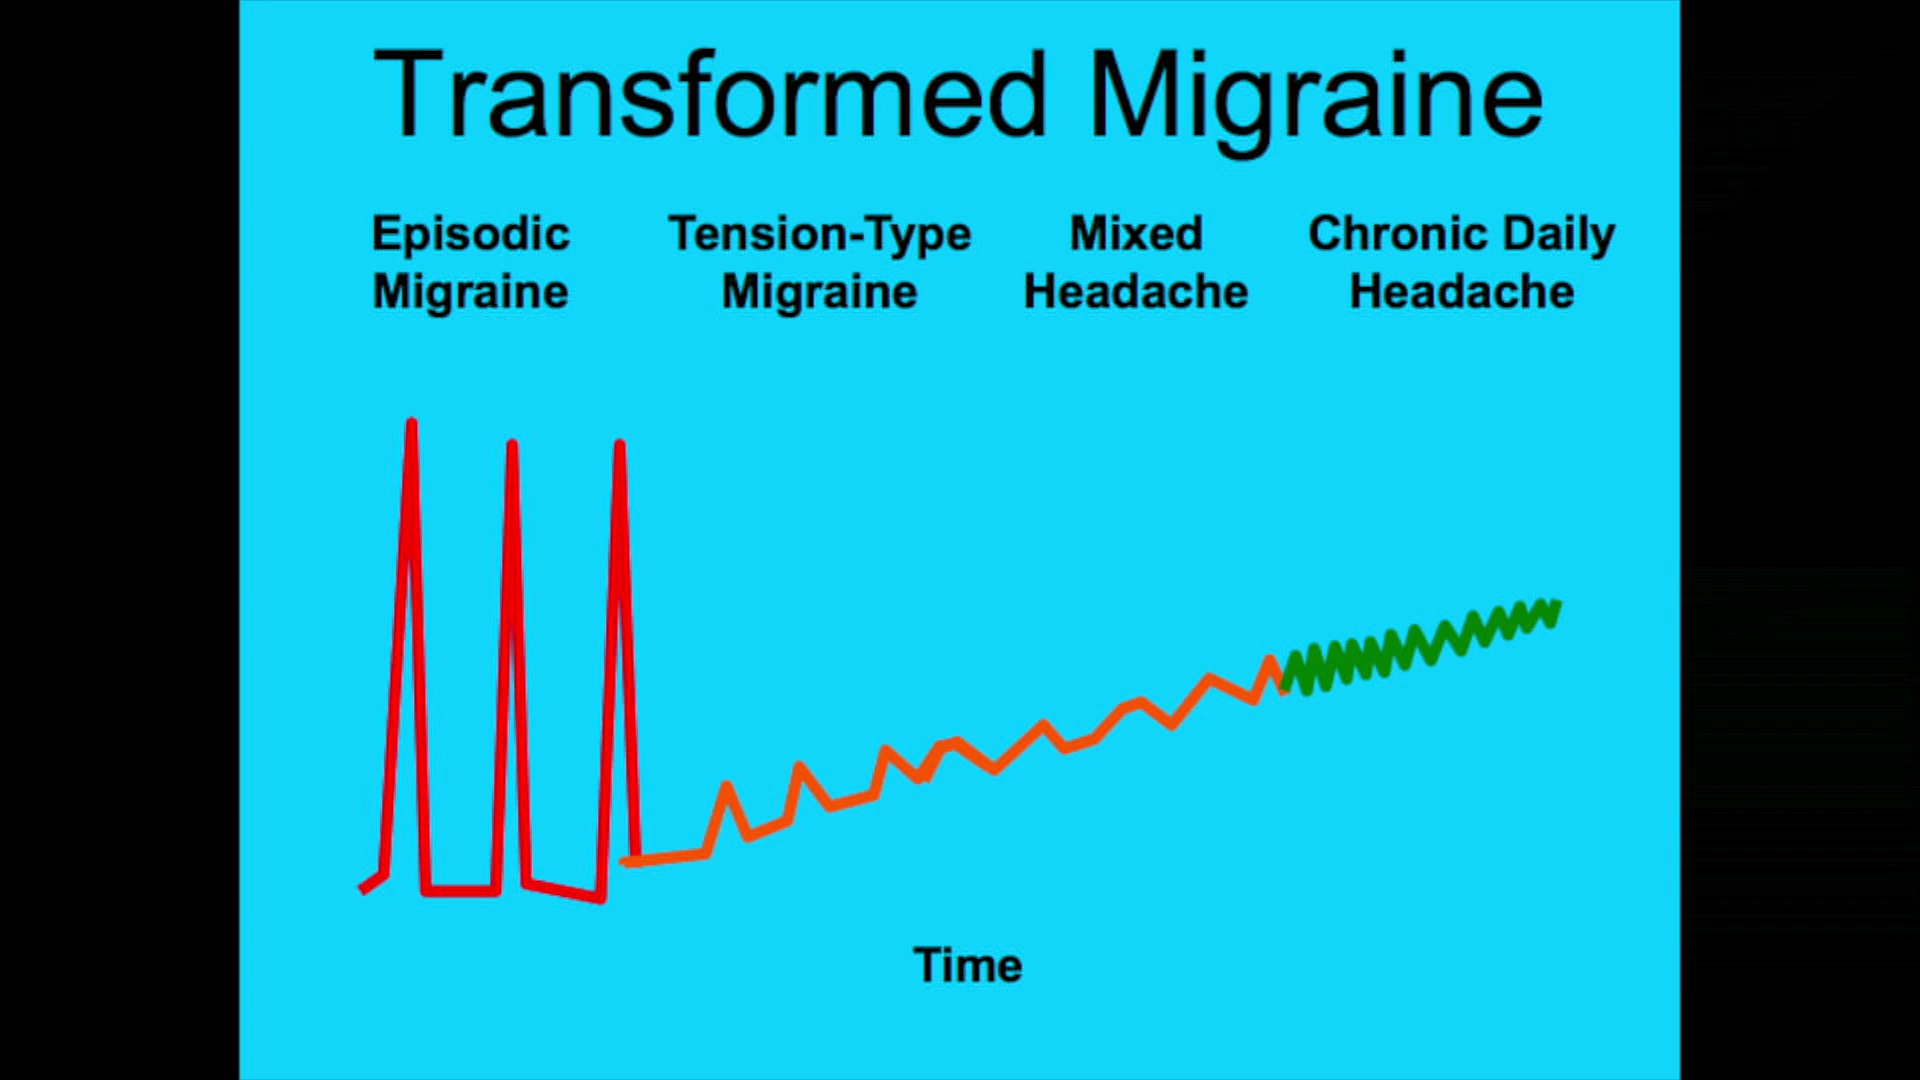 Transformed Migraine
Episodic Migraine
Tension-Type Migraine
Mixed Headache
Chronic Daily Headache
Time